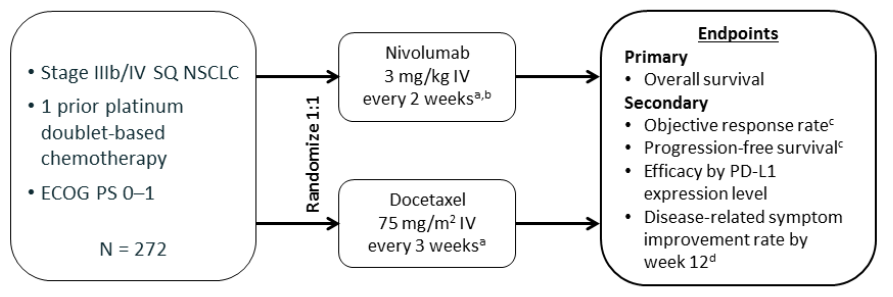 • Stage IIIb/IV SQ NSCLC
• 1 prior platinum
doublet-based
chemotherapy
• ECOG PS 0–1
N = 272
Randomize 1:1
Nivolumab
3 mg/kg IV
every 2 weeksᵃ,ᵇ
Docetaxel
75 mg/m² IV
every 3 weeksᵃ
Endpoints
Primary
• Overall survival
Secondary
• Objective response rateᶜ
• Progression-free survivalᶜ
• Efficacy by PD-L1
expression level
• Disease-related symptom
improvement rate by
week 12ᵈ